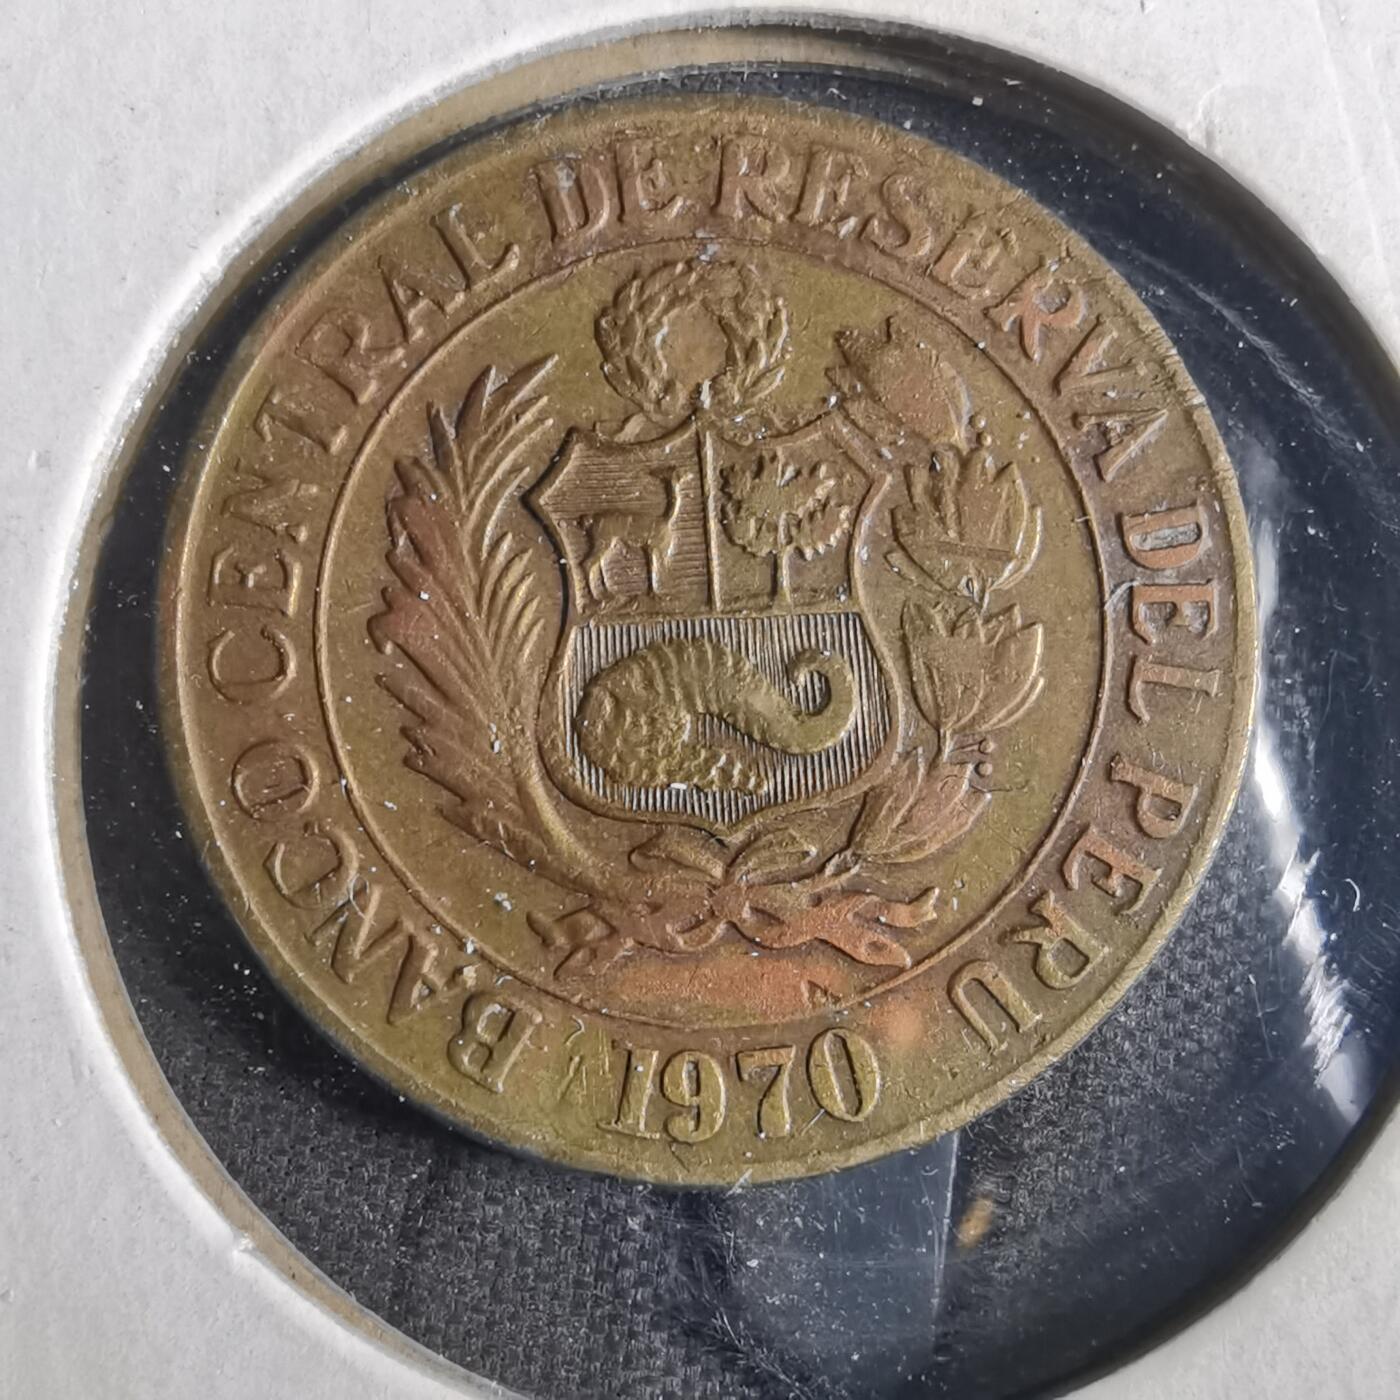 BANCO CENTRAL DE RESERVA DEL PERU
1970